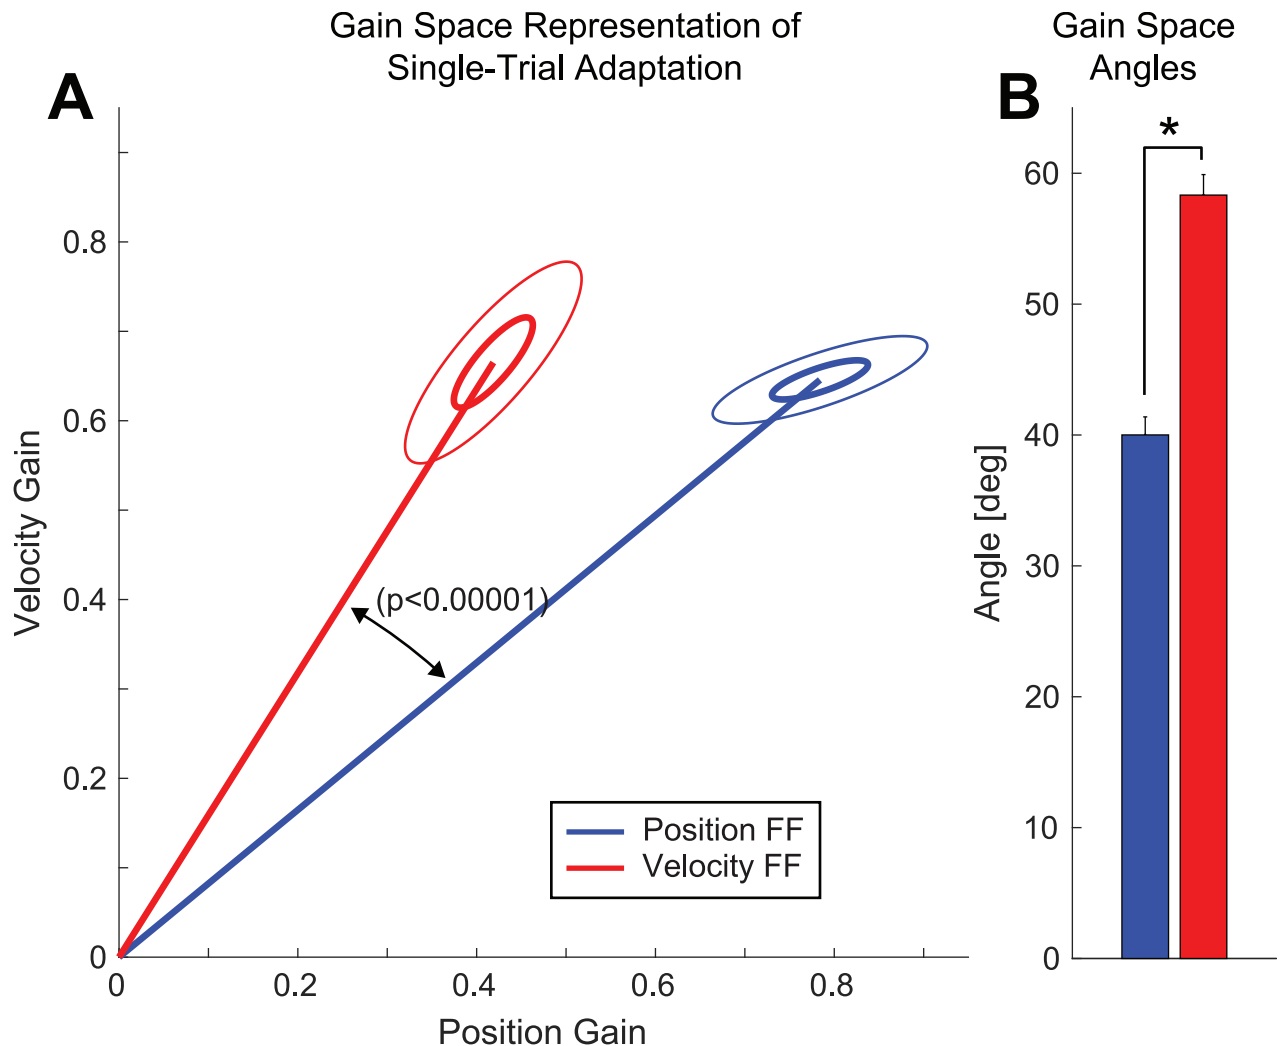 Gain Space Representation of
Single-Trial Adaptation
A
0.8
0.6
0.4
0.2
0
Velocity Gain
(p<0.00001)
Position FF
Velocity FF
0
0.2
0.4
0.6
0.8
Position Gain
Gain Space
Angles
B
*
60
50
40
30
20
10
0
Angle [deg]